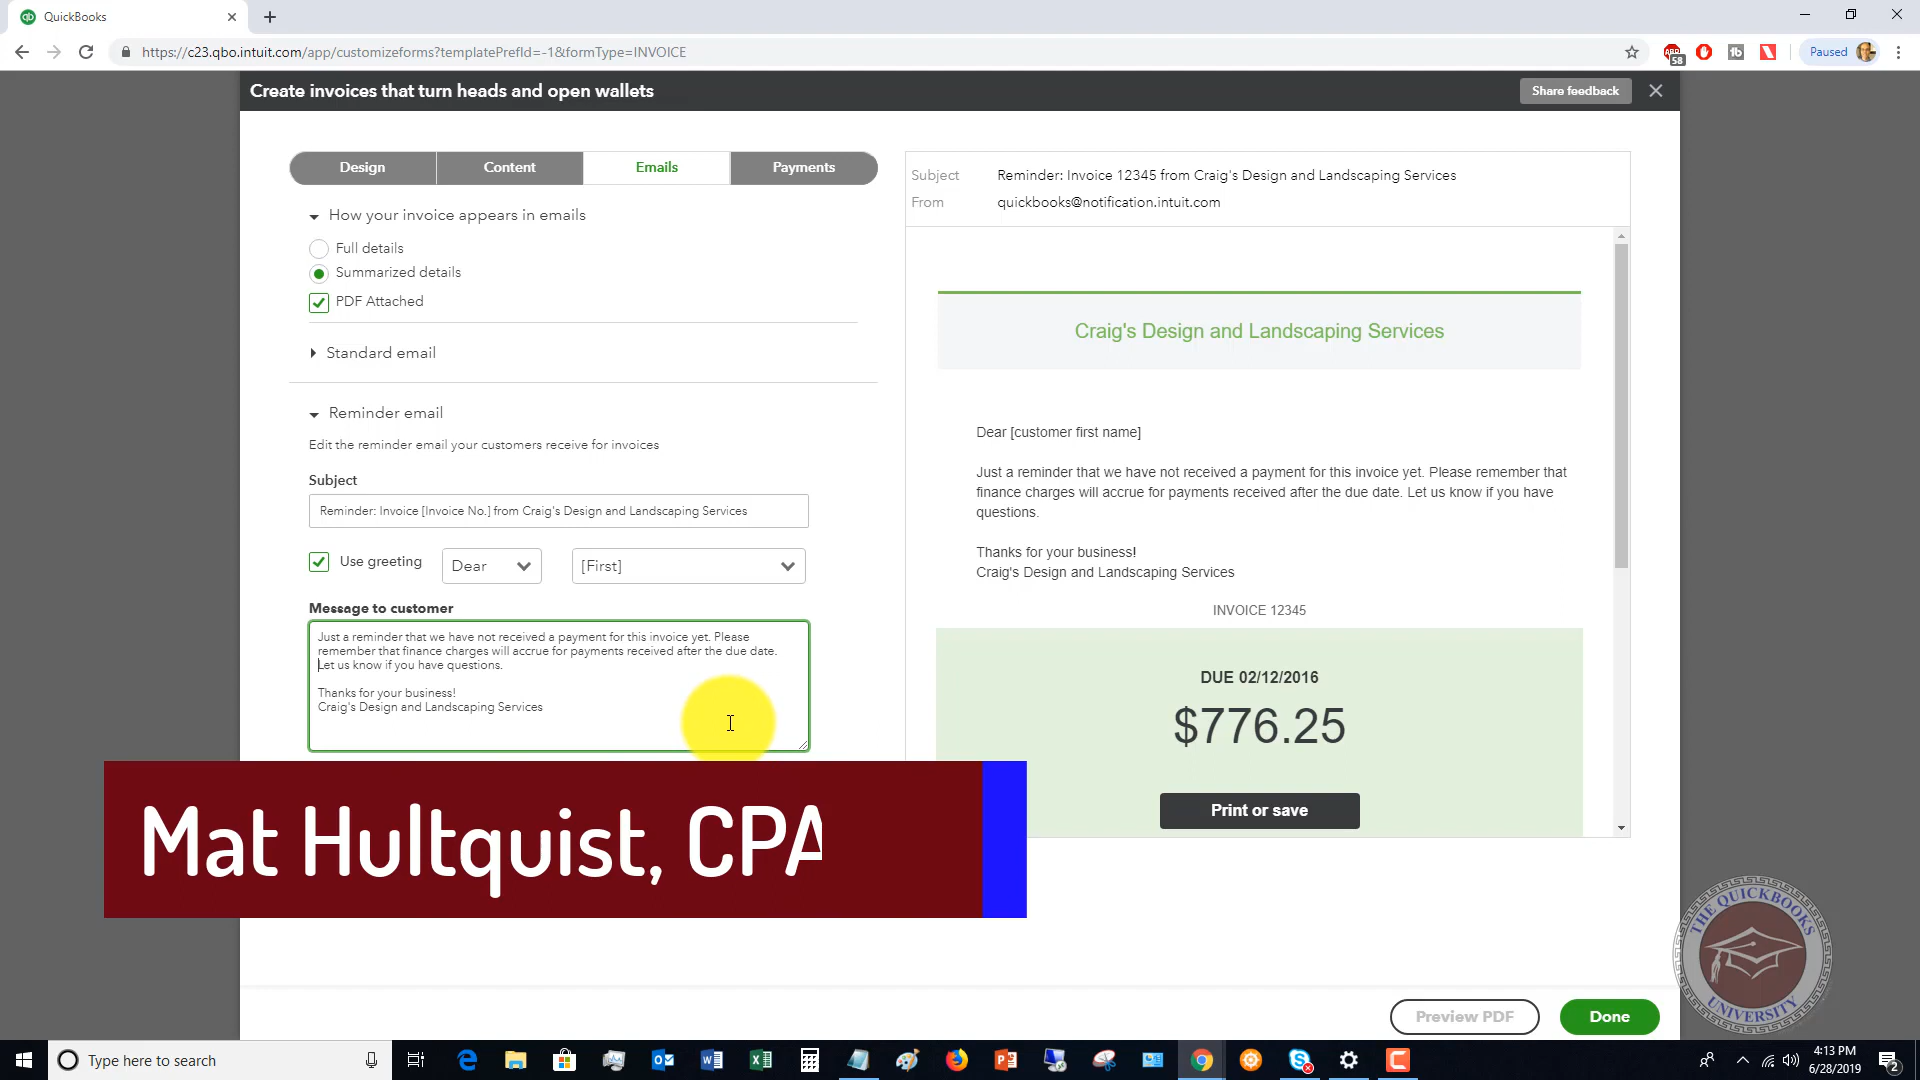 QuickBooks
https://c23.qbo.intuit.com/app/customizeforms?templatePrefId=-1&formType=INVOICE
ABP
58
tb
Paused
Create invoices that turn heads and open wallets
Share feedback
Design
Content
Emails
Payments
How your invoice appears in emails
Full details
Summarized details
PDF Attached
Standard email
Reminder email
Edit the reminder email your customers receive for invoices
Subject
Reminder: Invoice [Invoice No.] from Craig's Design and Landscaping Services
Use greeting
Dear
[First]
Message to customer
Just a reminder that we have not received a payment for this invoice yet. Please
remember that finance charges will accrue for payments received after the due date.
Let us know if you have questions.
Thanks for your business!
Craig's Design and Landscaping Services
Subject
Reminder: Invoice 12345 from Craig's Design and Landscaping Services
From
quickbooks@notification.intuit.com
Craig's Design and Landscaping Services
Dear [customer first name]
Just a reminder that we have not received a payment for this invoice yet. Please remember that
finance charges will accrue for payments received after the due date. Let us know if you have
questions.
Thanks for your business!
Craig's Design and Landscaping Services
INVOICE 12345
DUE 02/12/2016
$776.25
Print or save
Mat Hultquist, CPA
THE QUICKBOOKS
UNIVERSITY
Preview PDF
Done
Type here to search
4:13 PM
6/28/2019
2